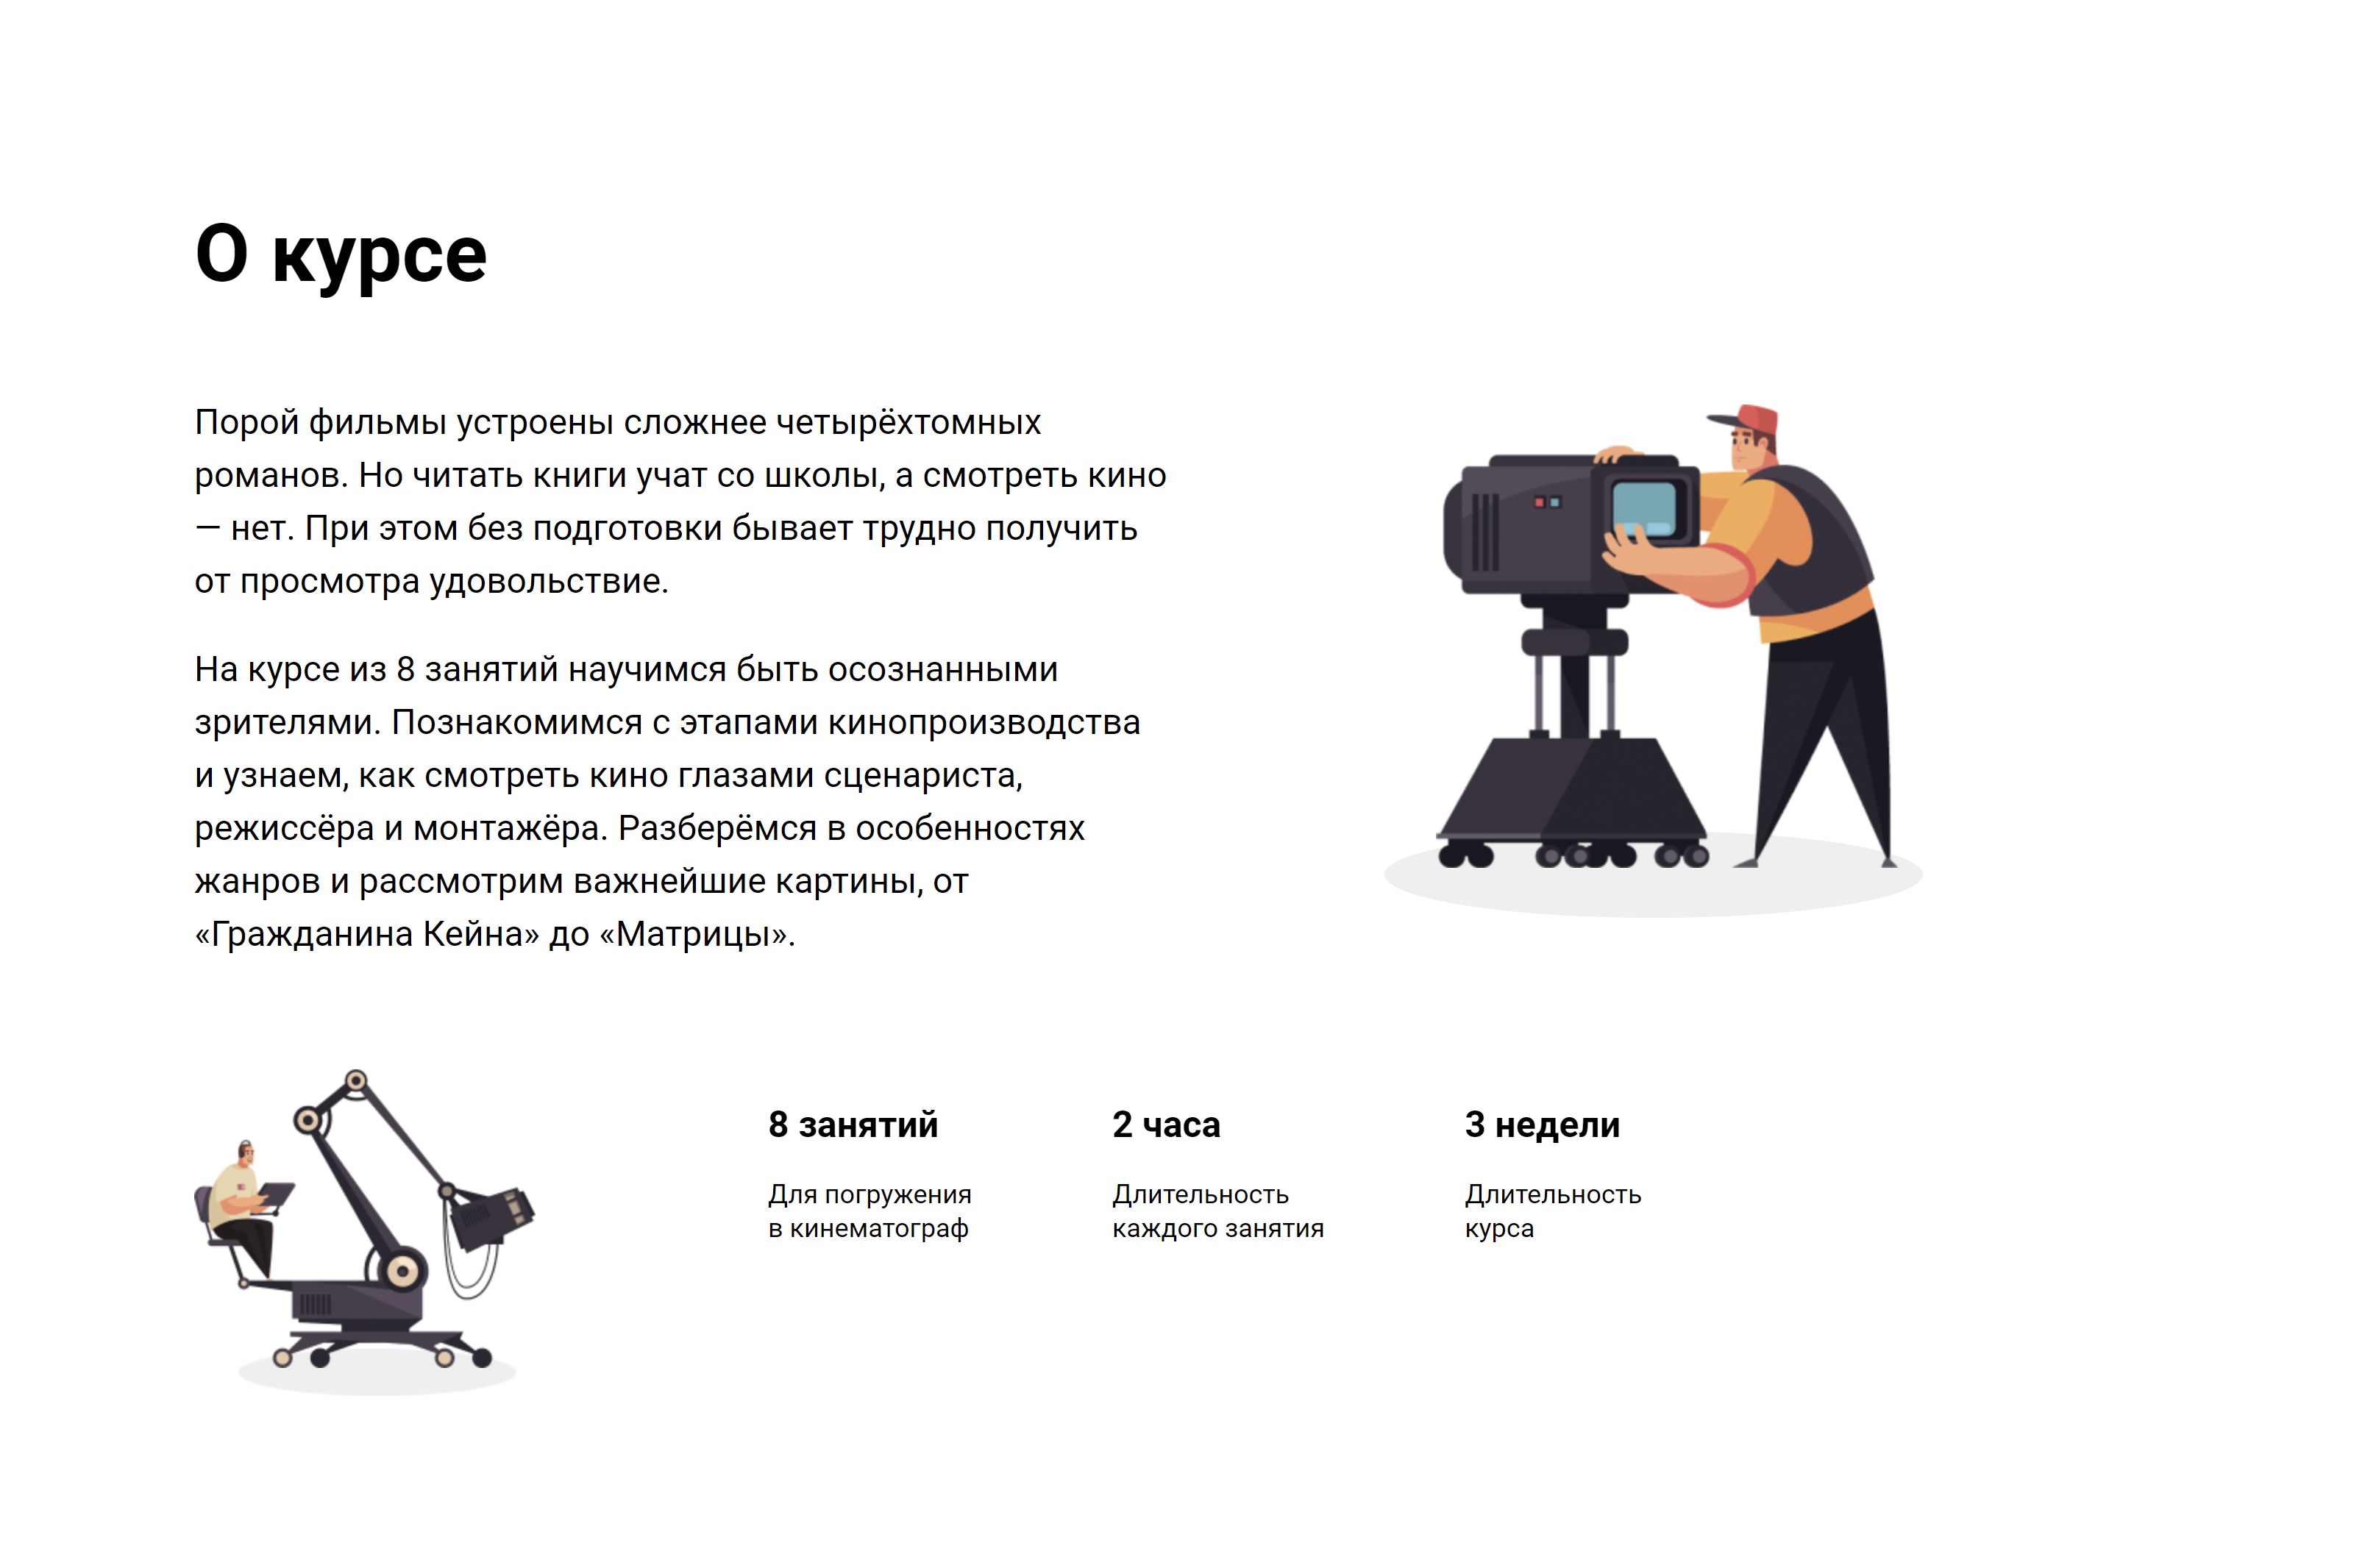 О курсе
Порой фильмы устроены сложнее четырёхтомных
романов. Но читать книги учат со школы, а смотреть кино
— нет. При этом без подготовки бывает трудно получить
от просмотра удовольствие.
На курсе из 8 занятий научимся быть осознанными
зрителями. Познакомимся с этапами кинопроизводства
и узнаем, как смотреть кино глазами сценариста,
режиссёра и монтажёра. Разберёмся в особенностях
жанров и рассмотрим важнейшие картины, от
«Гражданина Кейна» до «Матрицы».
8 занятий
Для погружения
в кинематограф
2 часа
Длительность
каждого занятия
3 недели
Длительность
курса